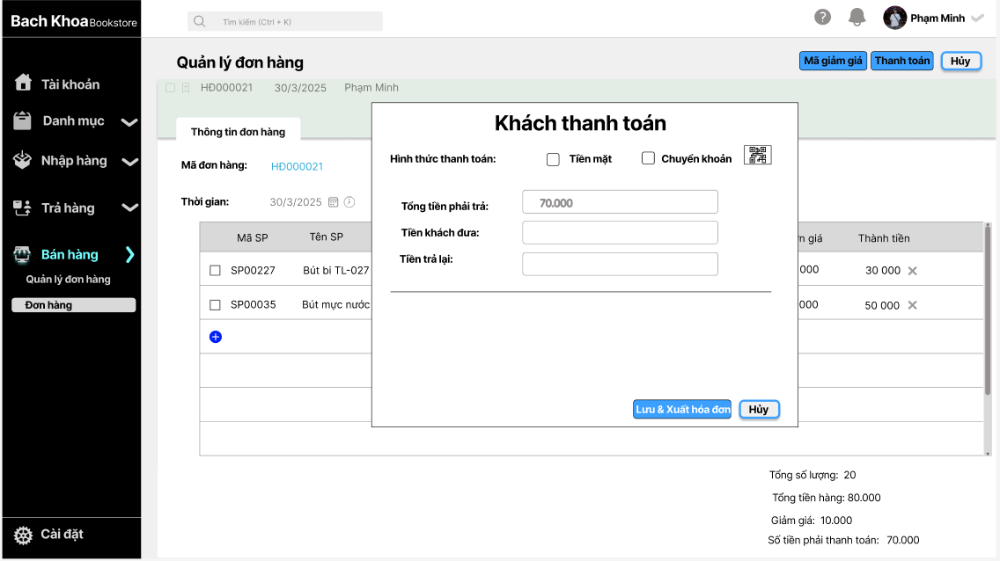 Bach Khoa Bookstore
Tìm kiếm (Ctrl + K)
?
Phạm Minh
Tài khoản
Danh mục
Nhập hàng
Trả hàng
Bán hàng
Quản lý đơn hàng
Đơn hàng
Cài đặt
Quản lý đơn hàng
Mã giảm giá
Thanh toán
Hủy
HĐ000021 30/3/2025 Phạm Minh
Thông tin đơn hàng
Mã đơn hàng: HĐ000021
Thời gian: 30/3/2025
Mã SP Tên SP giá Thành tiền
SP00227 Bút bi TL-027 000 30 000
SP00035 Bút mực nước 000 50 000
Khách thanh toán
Hình thức thanh toán: Tiền mặt Chuyển khoản
Tổng tiền phải trả: 70.000
Tiền khách đưa:
Tiền trả lại:
Lưu & Xuất hóa đơn
Hủy
Tổng số lượng: 20
Tổng tiền hàng: 80.000
Giảm giá: 10.000
Số tiền phải thanh toán: 70.000